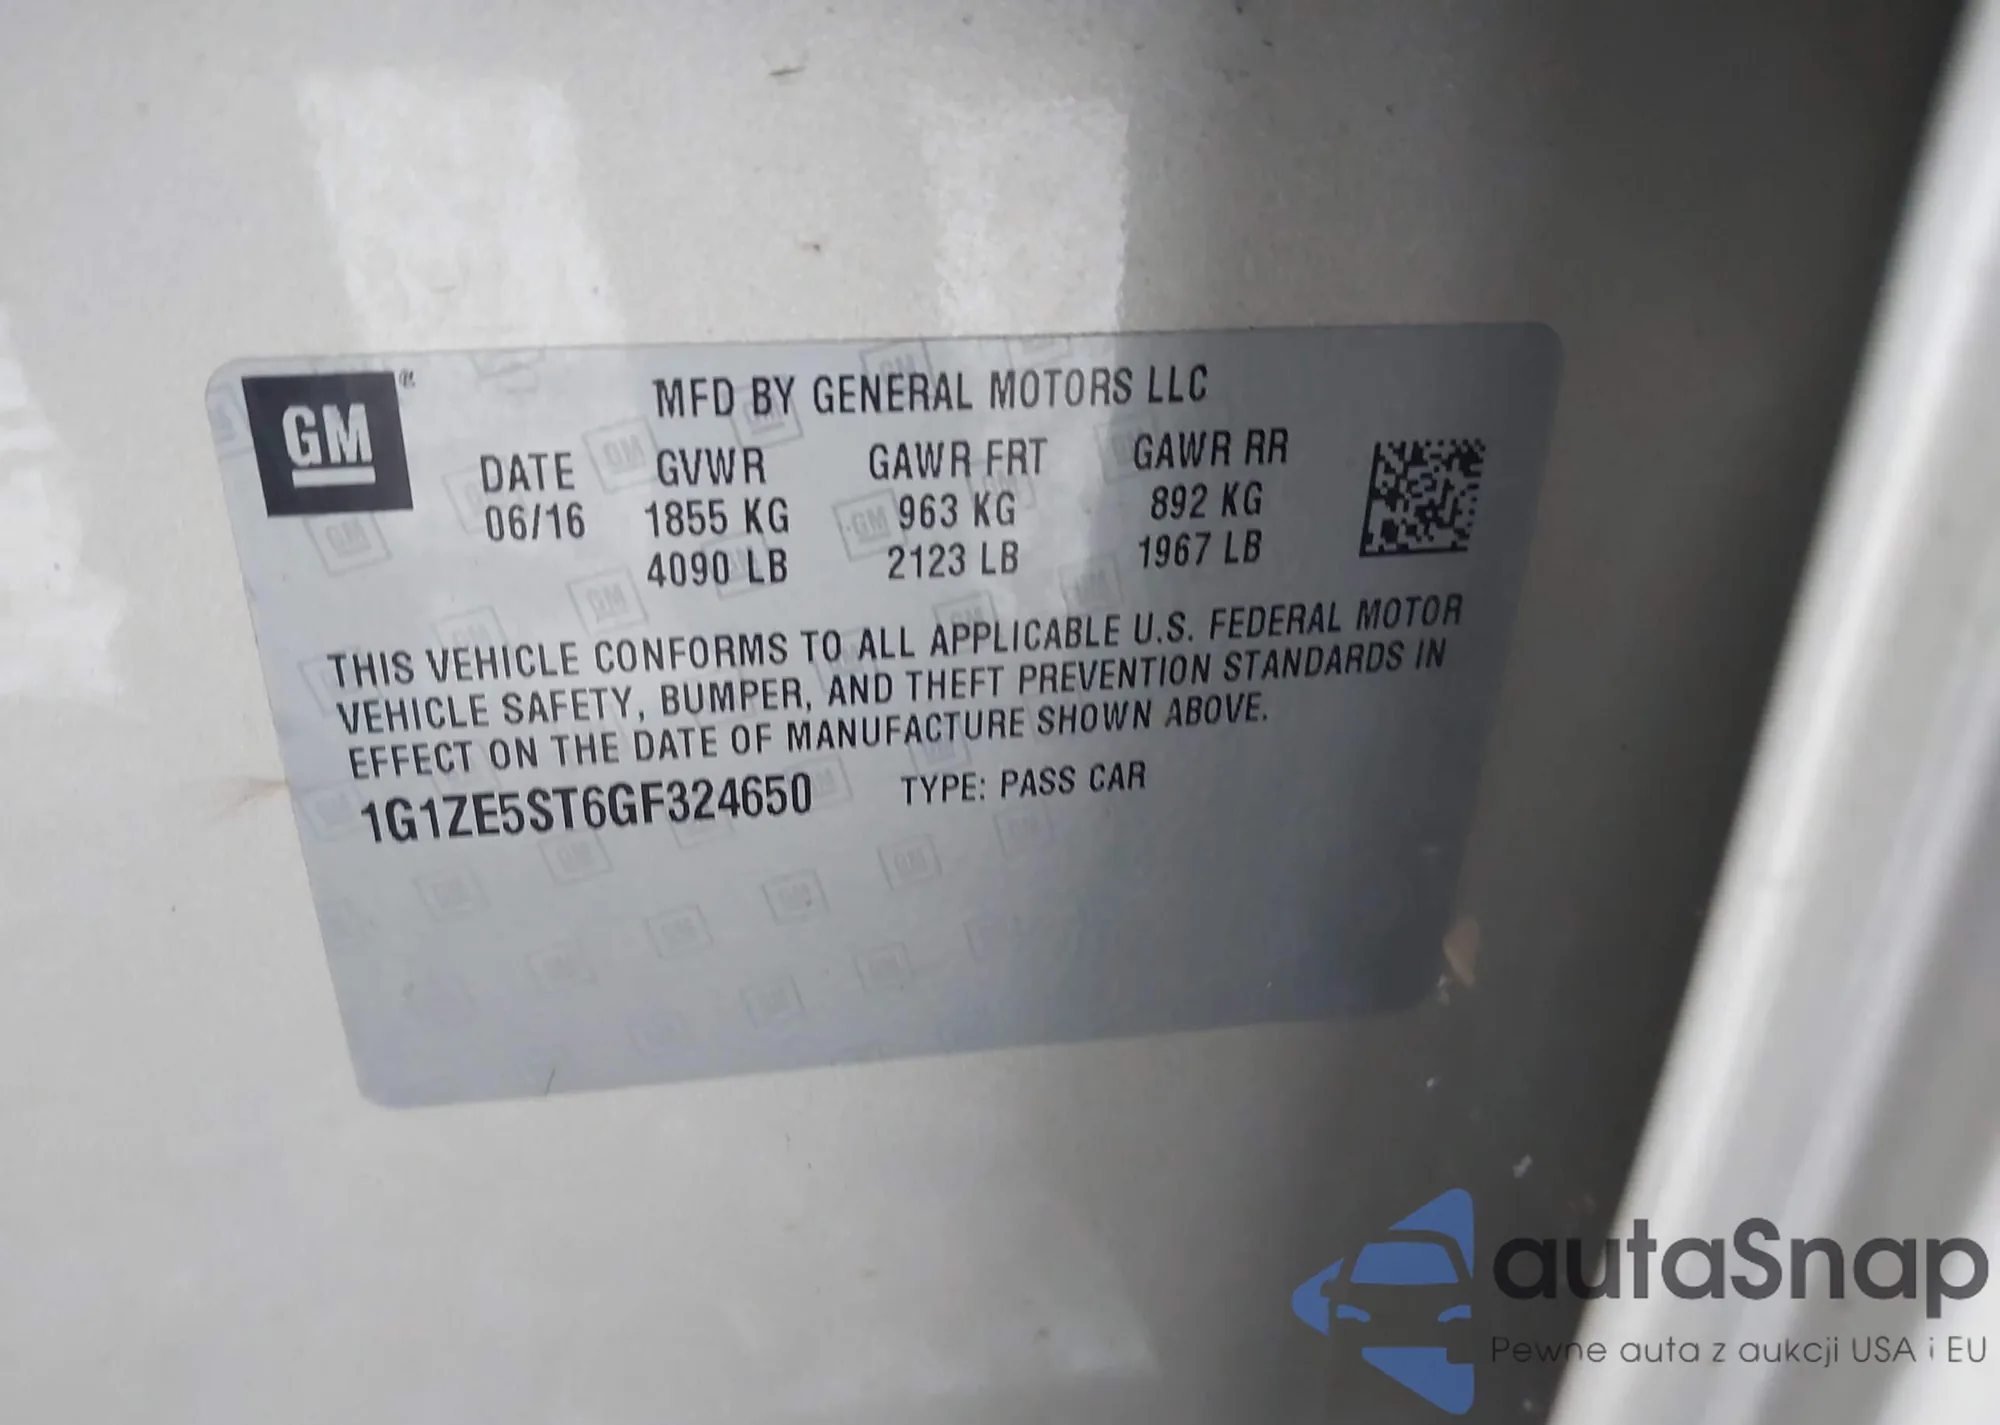 GM®
MFD BY GENERAL MOTORS LLC
DATE GVWR GAWR FRT GAWR RR
06/16 1855 KG 963 KG 892 KG
4090 LB 2123 LB 1967 LB
THIS VEHICLE CONFORMS TO ALL APPLICABLE U.S. FEDERAL MOTOR
VEHICLE SAFETY, BUMPER, AND THEFT PREVENTION STANDARDS IN
EFFECT ON THE DATE OF MANUFACTURE SHOWN ABOVE.
1G1ZE5ST6GF324650 TYPE: PASS CAR
autaSnap
Pewne auta z aukcji USA i EU